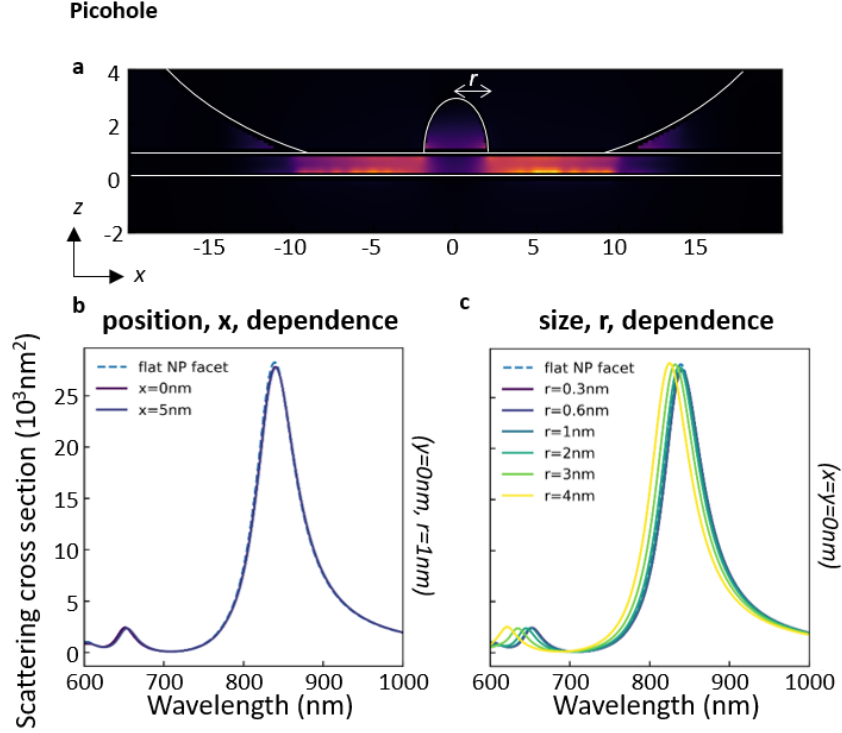 Picohole
a
4
r
2
0
z
-2
-15 -10 -5 0 5 10 15
x
b
position, x, dependence
c
size, r, dependence
Scattering cross section (10³nm²)
25
20
15
10
5
0
flat NP facet
x=0nm
x=5nm
(y=0nm, r=1nm)
600 700 800 900 1000
Wavelength (nm)
flat NP facet
r=0.3nm
r=0.6nm
r=1nm
r=2nm
r=3nm
r=4nm
(x=y=0nm)
600 700 800 900 1000
Wavelength (nm)